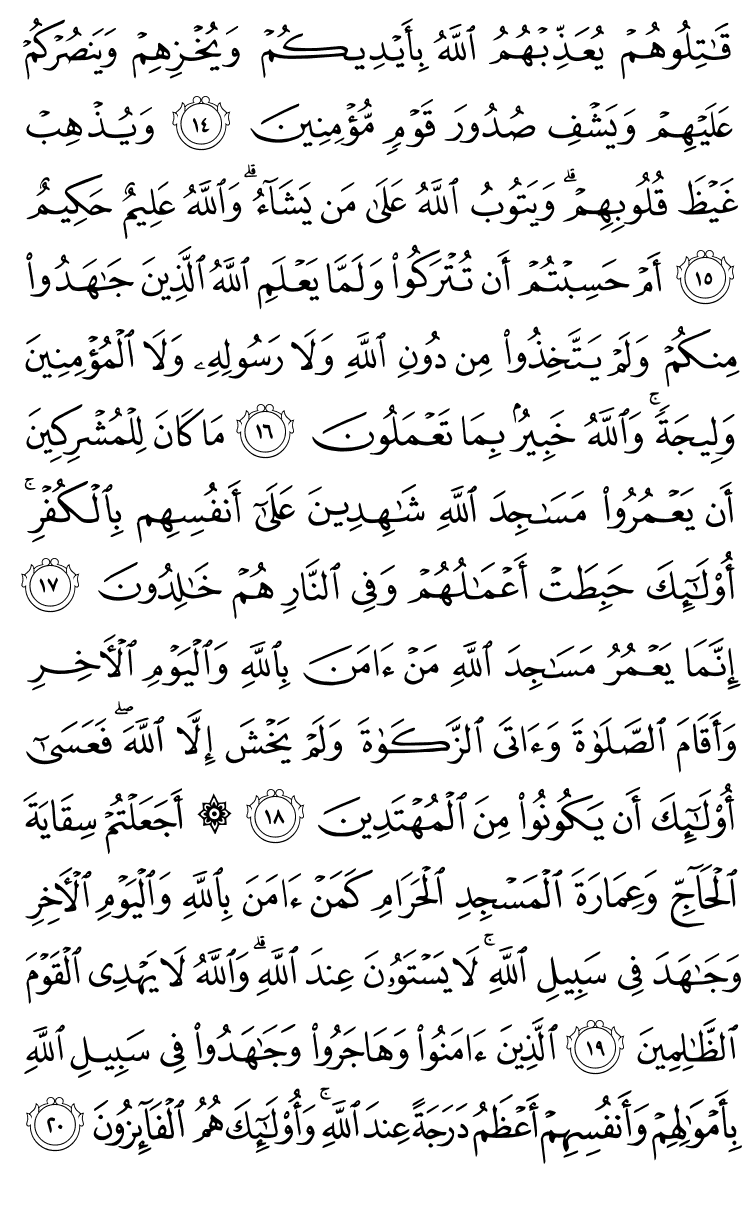 قَٰتِلُوهُمْ يُعَذِّبْهُمُ ٱللَّهُ بِأَيْدِيكُمْ وَيُخْزِهِمْ وَيَنصُرْكُمْ
عَلَيْهِمْ وَيَشْفِ صُدُورَ قَوْمٍ مُّؤْمِنِينَ ١٤ وَيُذْهِبْ
غَيْظَ قُلُوبِهِمْ ۗ وَيَتُوبُ ٱللَّهُ عَلَىٰ مَن يَشَآءُ ۗ وَٱللَّهُ عَلِيمٌ حَكِيمٌ
١٥ أَمْ حَسِبْتُمْ أَن تُتْرَكُوا۟ وَلَمَّا يَعْلَمِ ٱللَّهُ ٱلَّذِينَ جَٰهَدُوا۟
مِنكُمْ وَلَمْ يَتَّخِذُوا۟ مِن دُونِ ٱللَّهِ وَلَا رَسُولِهِۦ وَلَا ٱلْمُؤْمِنِينَ
وَلِيجَةً ۚ وَٱللَّهُ خَبِيرٌۢ بِمَا تَعْمَلُونَ ١٦ مَا كَانَ لِلْمُشْرِكِينَ
أَن يَعْمُرُوا۟ مَسَٰجِدَ ٱللَّهِ شَٰهِدِينَ عَلَىٰٓ أَنفُسِهِم بِٱلْكُفْرِ ۚ
أُو۟لَٰٓئِكَ حَبِطَتْ أَعْمَٰلُهُمْ وَفِى ٱلنَّارِ هُمْ خَٰلِدُونَ ١٧
إِنَّمَا يَعْمُرُ مَسَٰجِدَ ٱللَّهِ مَنْ ءَامَنَ بِٱللَّهِ وَٱلْيَوْمِ ٱلْـَٔاخِرِ
وَأَقَامَ ٱلصَّلَوٰةَ وَءَاتَى ٱلزَّكَوٰةَ وَلَمْ يَخْشَ إِلَّا ٱللَّهَ ۖ فَعَسَىٰٓ
أُو۟لَٰٓئِكَ أَن يَكُونُوا۟ مِنَ ٱلْمُهْتَدِينَ ١٨ ۞ أَجَعَلْتُمْ سِقَايَةَ
ٱلْحَآجِّ وَعِمَارَةَ ٱلْمَسْجِدِ ٱلْحَرَامِ كَمَنْ ءَامَنَ بِٱللَّهِ وَٱلْيَوْمِ ٱلْـَٔاخِرِ
وَجَٰهَدَ فِى سَبِيلِ ٱللَّهِ ۚ لَا يَسْتَوُۥنَ عِندَ ٱللَّهِ ۗ وَٱللَّهُ لَا يَهْدِى ٱلْقَوْمَ
ٱلظَّٰلِمِينَ ١٩ ٱلَّذِينَ ءَامَنُوا۟ وَهَاجَرُوا۟ وَجَٰهَدُوا۟ فِى سَبِيلِ ٱللَّهِ
بِأَمْوَٰلِهِمْ وَأَنفُسِهِمْ أَعْظَمُ دَرَجَةً عِندَ ٱللَّهِ ۚ وَأُو۟لَٰٓئِكَ هُمُ ٱلْفَآئِزُونَ ٢٠